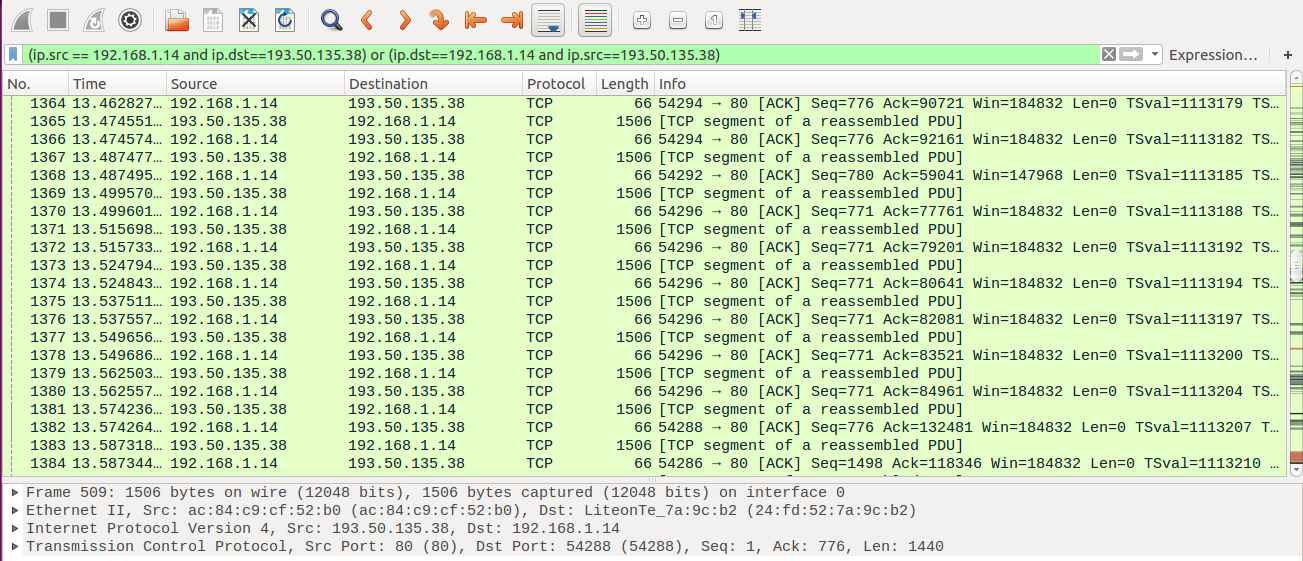 (ip.src == 192.168.1.14 and ip.dst==193.50.135.38) or (ip.dst==192.168.1.14 and ip.src==193.50.135.38) Expression… +
No. Time Source Destination Protocol Length Info
1364 13.462827… 192.168.1.14 193.50.135.38 TCP 66 54294 → 80 [ACK] Seq=776 Ack=90721 Win=184832 Len=0 TSval=1113179 TS…
1365 13.474551… 193.50.135.38 192.168.1.14 TCP 1506 [TCP segment of a reassembled PDU]
1366 13.474574… 192.168.1.14 193.50.135.38 TCP 66 54294 → 80 [ACK] Seq=776 Ack=92161 Win=184832 Len=0 TSval=1113182 TS…
1367 13.487477… 193.50.135.38 192.168.1.14 TCP 1506 [TCP segment of a reassembled PDU]
1368 13.487495… 192.168.1.14 193.50.135.38 TCP 66 54292 → 80 [ACK] Seq=780 Ack=59041 Win=147968 Len=0 TSval=1113185 TS…
1369 13.499570… 193.50.135.38 192.168.1.14 TCP 1506 [TCP segment of a reassembled PDU]
1370 13.499601… 192.168.1.14 193.50.135.38 TCP 66 54296 → 80 [ACK] Seq=771 Ack=77761 Win=184832 Len=0 TSval=1113188 TS…
1371 13.515698… 193.50.135.38 192.168.1.14 TCP 1506 [TCP segment of a reassembled PDU]
1372 13.515733… 192.168.1.14 193.50.135.38 TCP 66 54296 → 80 [ACK] Seq=771 Ack=79201 Win=184832 Len=0 TSval=1113192 TS…
1373 13.524794… 193.50.135.38 192.168.1.14 TCP 1506 [TCP segment of a reassembled PDU]
1374 13.524843… 192.168.1.14 193.50.135.38 TCP 66 54296 → 80 [ACK] Seq=771 Ack=80641 Win=184832 Len=0 TSval=1113194 TS…
1375 13.537511… 193.50.135.38 192.168.1.14 TCP 1506 [TCP segment of a reassembled PDU]
1376 13.537557… 192.168.1.14 193.50.135.38 TCP 66 54296 → 80 [ACK] Seq=771 Ack=82081 Win=184832 Len=0 TSval=1113197 TS…
1377 13.549656… 193.50.135.38 192.168.1.14 TCP 1506 [TCP segment of a reassembled PDU]
1378 13.549686… 192.168.1.14 193.50.135.38 TCP 66 54296 → 80 [ACK] Seq=771 Ack=83521 Win=184832 Len=0 TSval=1113200 TS…
1379 13.562503… 193.50.135.38 192.168.1.14 TCP 1506 [TCP segment of a reassembled PDU]
1380 13.562557… 192.168.1.14 193.50.135.38 TCP 66 54296 → 80 [ACK] Seq=771 Ack=84961 Win=184832 Len=0 TSval=1113204 TS…
1381 13.574236… 193.50.135.38 192.168.1.14 TCP 1506 [TCP segment of a reassembled PDU]
1382 13.574264… 192.168.1.14 193.50.135.38 TCP 66 54288 → 80 [ACK] Seq=776 Ack=132481 Win=184832 Len=0 TSval=1113207 T…
1383 13.587318… 193.50.135.38 192.168.1.14 TCP 1506 [TCP segment of a reassembled PDU]
1384 13.587344… 192.168.1.14 193.50.135.38 TCP 66 54286 → 80 [ACK] Seq=1498 Ack=118346 Win=184832 Len=0 TSval=1113210 …
Frame 509: 1506 bytes on wire (12048 bits), 1506 bytes captured (12048 bits) on interface 0
Ethernet II, Src: ac:84:c9:cf:52:b0 (ac:84:c9:cf:52:b0), Dst: LiteonTe_7a:9c:b2 (24:fd:52:7a:9c:b2)
Internet Protocol Version 4, Src: 193.50.135.38, Dst: 192.168.1.14
Transmission Control Protocol, Src Port: 80 (80), Dst Port: 54288 (54288), Seq: 1, Ack: 776, Len: 1440